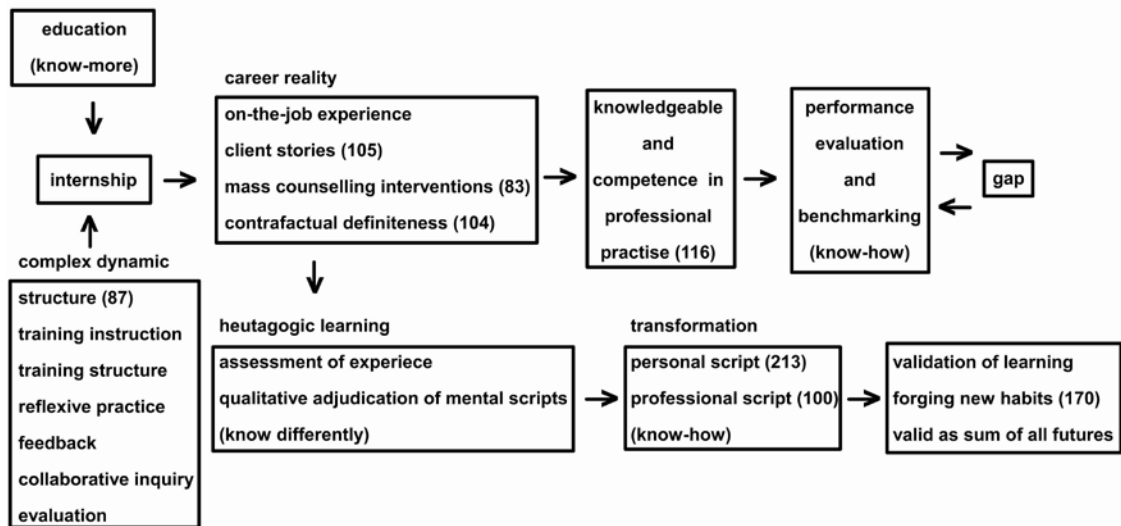 education
(know-more)
internship
complex dynamic
structure (87)
training instruction
training structure
reflexive practice
feedback
collaborative inquiry
evaluation
career reality
on-the-job experience
client stories (105)
mass counselling interventions (83)
contrafactual definiteness (104)
knowledgeable
and
competence in
professional
practise (116)
performance
evaluation
and
benchmarking
(know-how)
gap
heutagogic learning
assessment of experiece
qualitative adjudication of mental scripts
(know differently)
transformation
personal script (213)
professional script (100)
(know-how)
validation of learning
forging new habits (170)
valid as sum of all futures